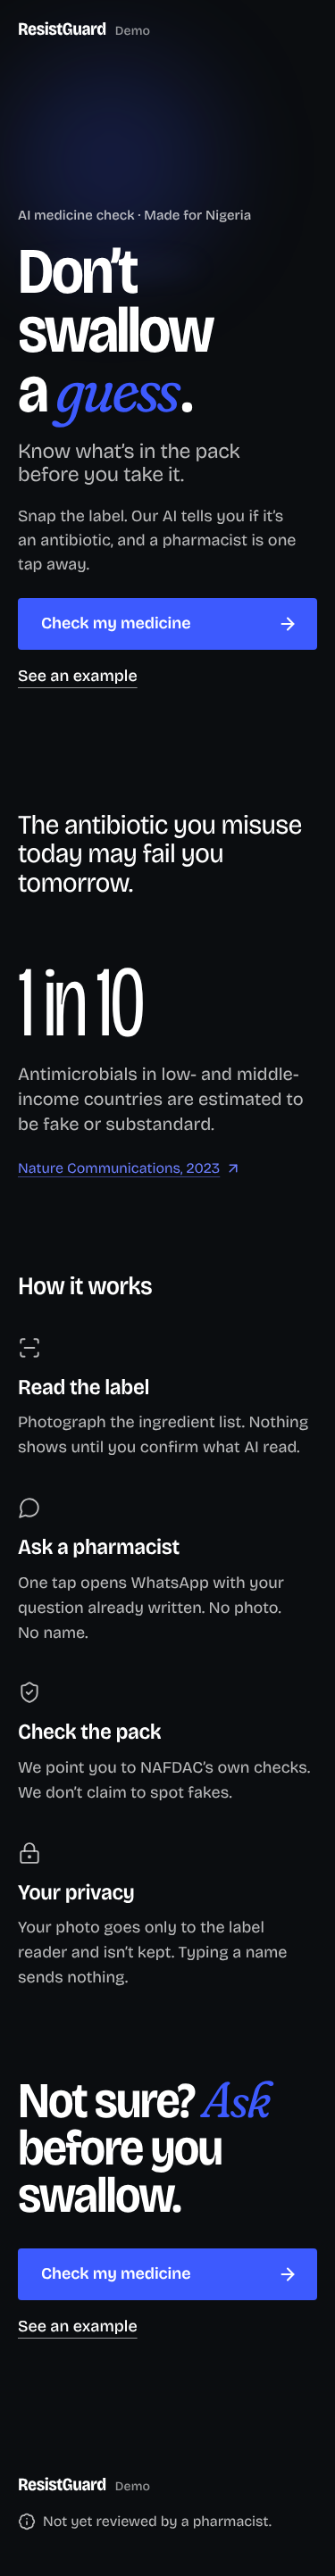 ResistGuard Demo
AI medicine check · Made for Nigeria
Don’t
swallow
a guess.
Know what’s in the pack
before you take it.
Snap the label. Our AI tells you if it’s
an antibiotic, and a pharmacist is one
tap away.
Check my medicine
See an example
The antibiotic you misuse
today may fail you
tomorrow.
1 in 10
Antimicrobials in low- and middle-
income countries are estimated to
be fake or substandard.
Nature Communications, 2023
How it works
Read the label
Photograph the ingredient list. Nothing
shows until you confirm what AI read.
Ask a pharmacist
One tap opens WhatsApp with your
question already written. No photo.
No name.
Check the pack
We point you to NAFDAC’s own checks.
We don’t claim to spot fakes.
Your privacy
Your photo goes only to the label
reader and isn’t kept. Typing a name
sends nothing.
Not sure? Ask
before you
swallow.
Check my medicine
See an example
ResistGuard Demo
Not yet reviewed by a pharmacist.